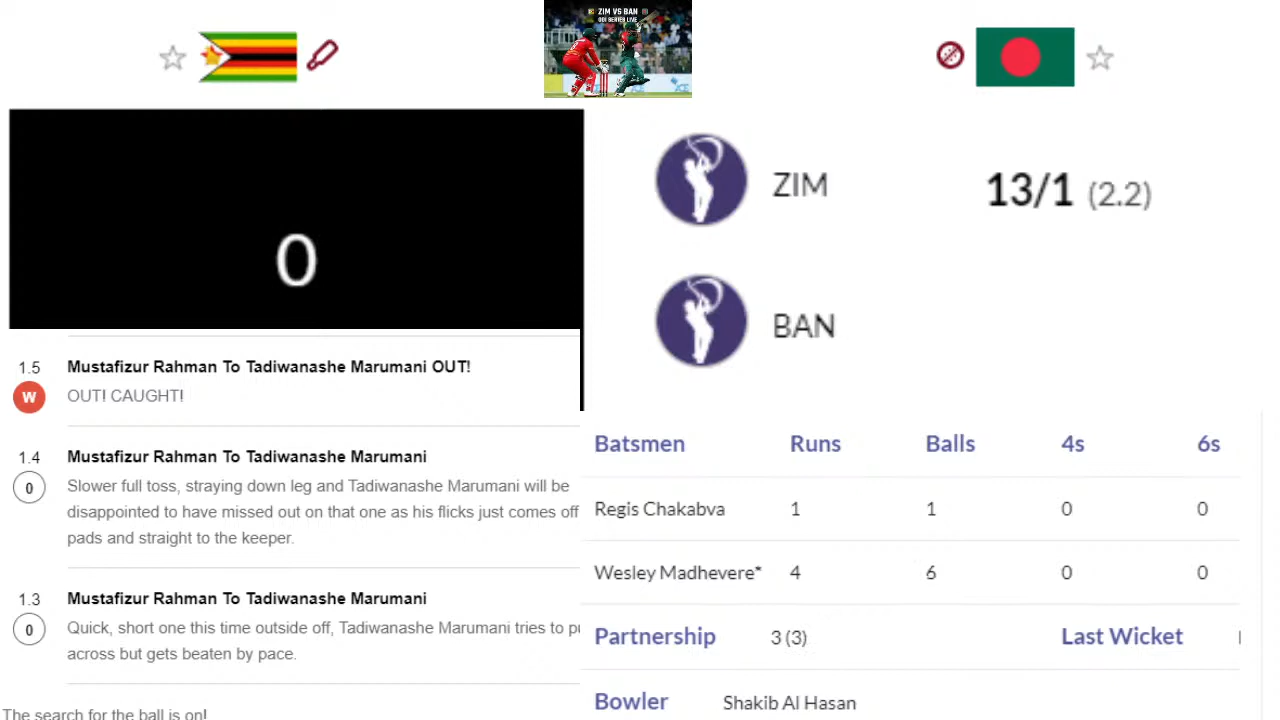 ZIM VS BAN
ODI SERIES LIVE
0
ZIM 13/1 (2.2)
BAN
1.5 Mustafizur Rahman To Tadiwanashe Marumani OUT!
W OUT! CAUGHT!
1.4 Mustafizur Rahman To Tadiwanashe Marumani
0 Slower full toss, straying down leg and Tadiwanashe Marumani will be
disappointed to have missed out on that one as his flicks just comes off
pads and straight to the keeper.
1.3 Mustafizur Rahman To Tadiwanashe Marumani
0 Quick, short one this time outside off, Tadiwanashe Marumani tries to
across but gets beaten by pace.
The search for the ball is on!
Batsmen Runs Balls 4s 6s
Regis Chakabva 1 1 0 0
Wesley Madhevere* 4 6 0 0
Partnership 3 (3) Last Wicket
Bowler Shakib Al Hasan